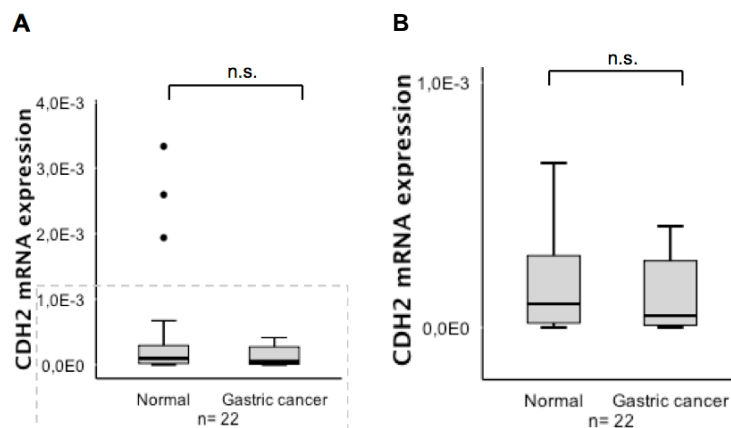 A
n.s.
CDH2 mRNA expression
4,0E-3
3,0E-3
2,0E-3
1,0E-3
0,0E0
Normal Gastric cancer
n= 22
B
n.s.
CDH2 mRNA expression
1,0E-3
0,0E0
Normal Gastric cancer
n= 22